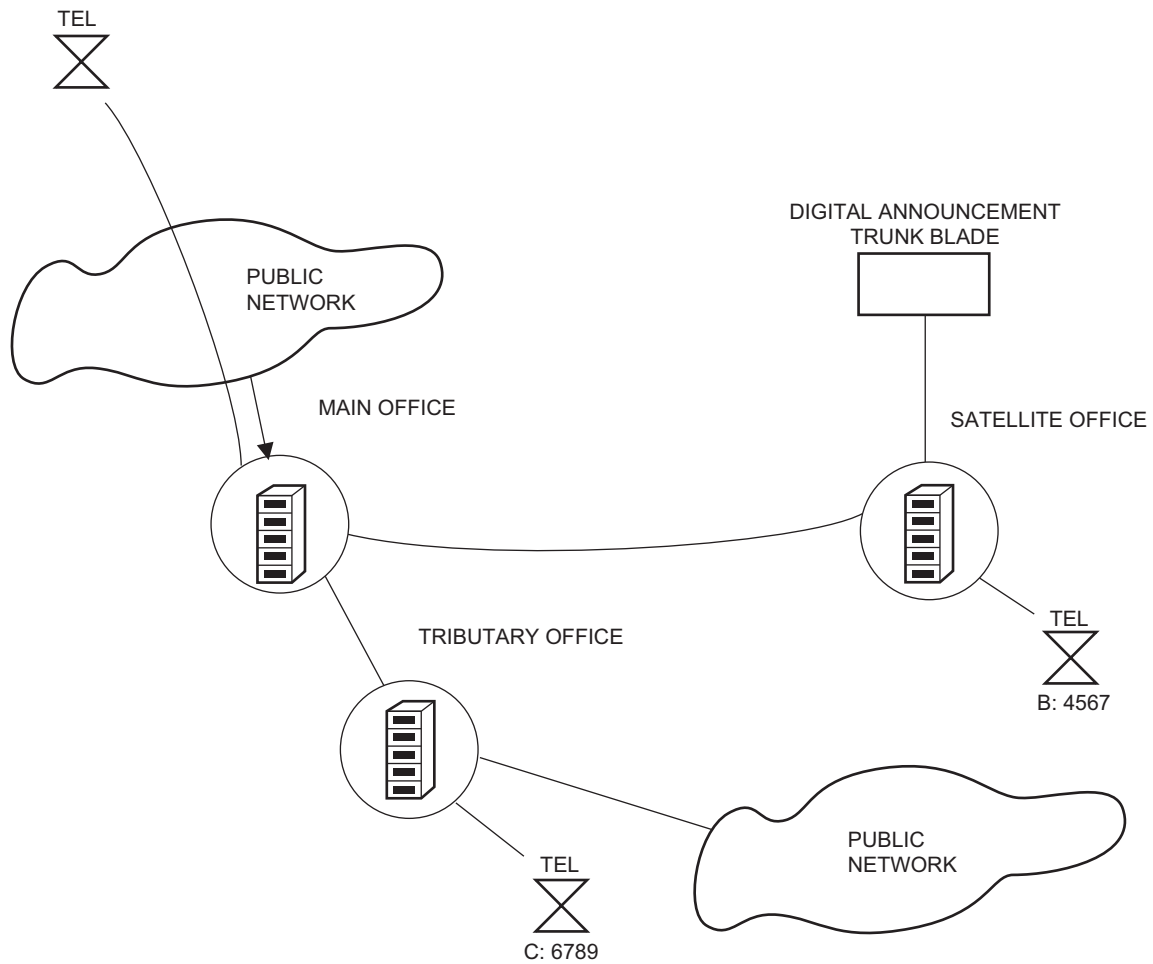 TEL
DIGITAL ANNOUNCEMENT
TRUNK BLADE
PUBLIC
NETWORK
MAIN OFFICE
SATELLITE OFFICE
TRIBUTARY OFFICE
TEL
B: 4567
PUBLIC
NETWORK
TEL
C: 6789